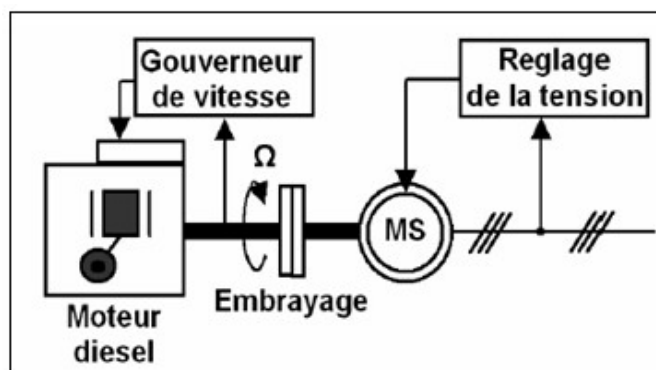 Gouverneur
de vitesse
Reglage
de la tension
Ω
MS
Embrayage
Moteur
diesel